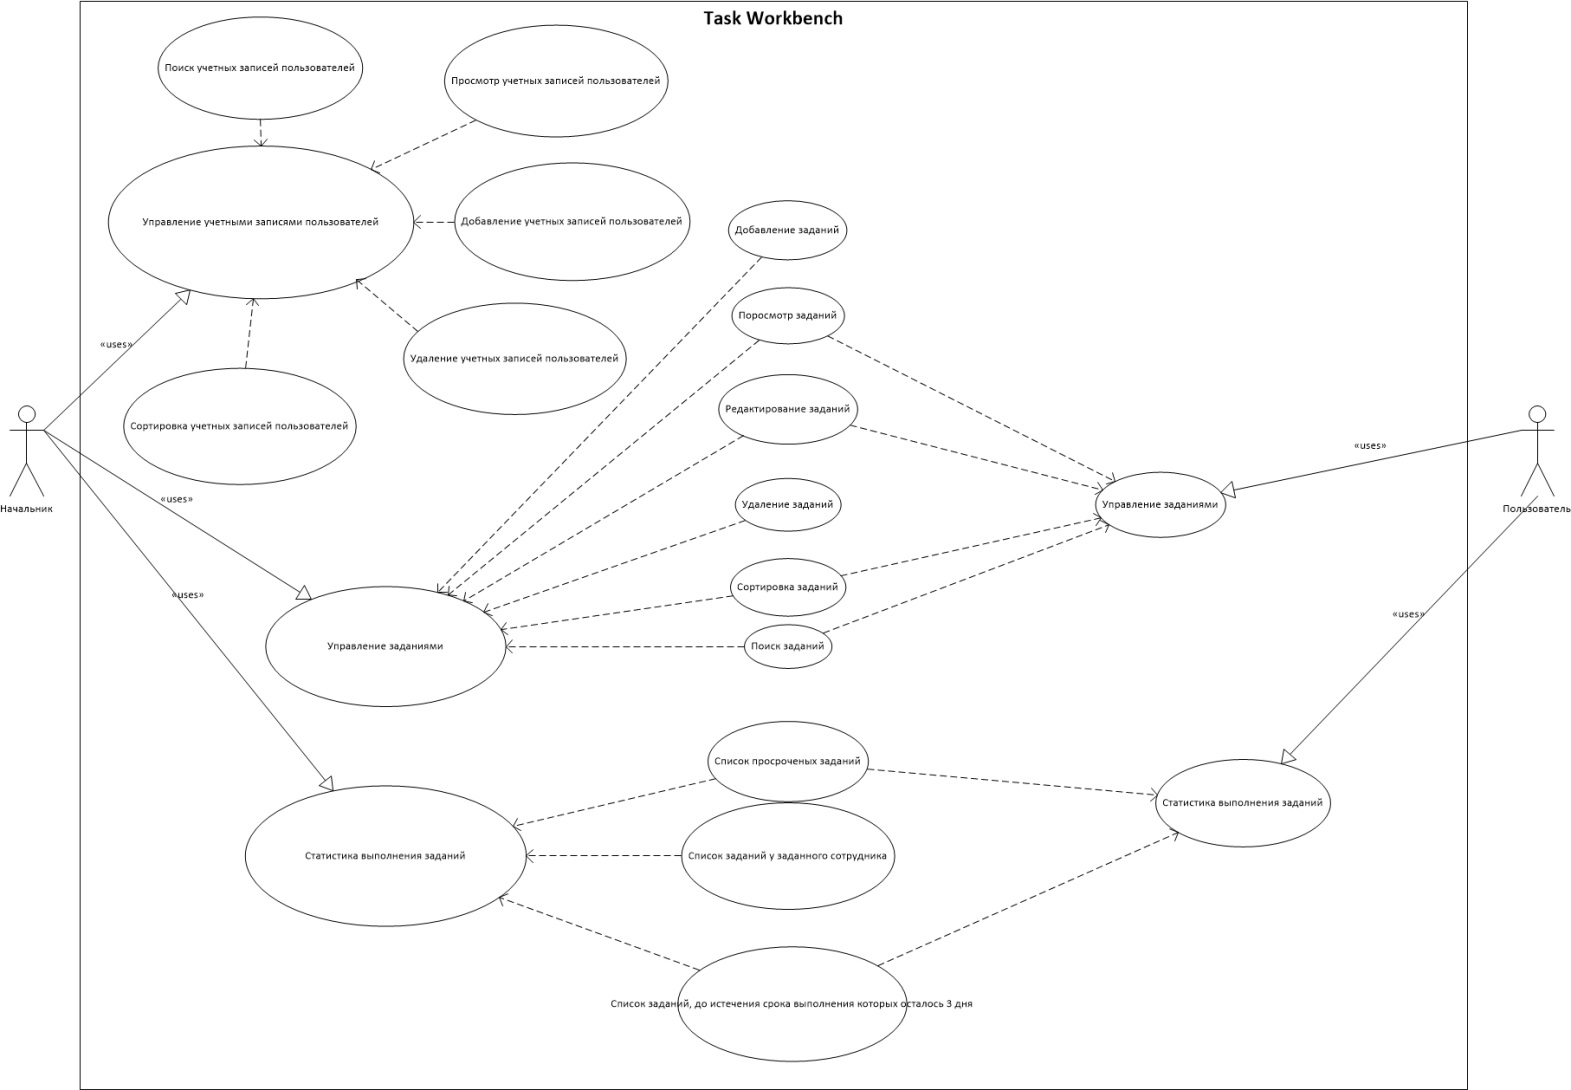 Task Workbench
Поиск учетных записей пользователей
Просмотр учетных записей пользователей
Управление учетными записями пользователей
Добавление учетных записей пользователей
Добавление заданий
Поросмотр заданий
«uses»
Удаление учетных записей пользователей
Редактирование заданий
Сортировка учетных записей пользователей
«uses»
«uses»
Удаление заданий
Управление заданиями
Начальник
Пользователь
Сортировка заданий
«uses»
«uses»
Управление заданиями
Поиск заданий
Список просроченых заданий
Статистика выполнения заданий
Статистика выполнения заданий
Список заданий у заданного сотрудника
Список заданий, до истечения срока выполнения которых осталось 3 дня